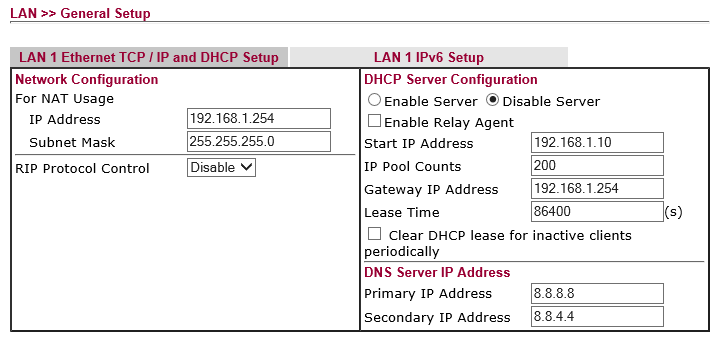 LAN >> General Setup
LAN 1 Ethernet TCP / IP and DHCP Setup
LAN 1 IPv6 Setup
Network Configuration
For NAT Usage
IP Address 192.168.1.254
Subnet Mask 255.255.255.0
RIP Protocol Control Disable
DHCP Server Configuration
Enable Server Disable Server
Enable Relay Agent
Start IP Address 192.168.1.10
IP Pool Counts 200
Gateway IP Address 192.168.1.254
Lease Time 86400 (s)
Clear DHCP lease for inactive clients
periodically
DNS Server IP Address
Primary IP Address 8.8.8.8
Secondary IP Address 8.8.4.4